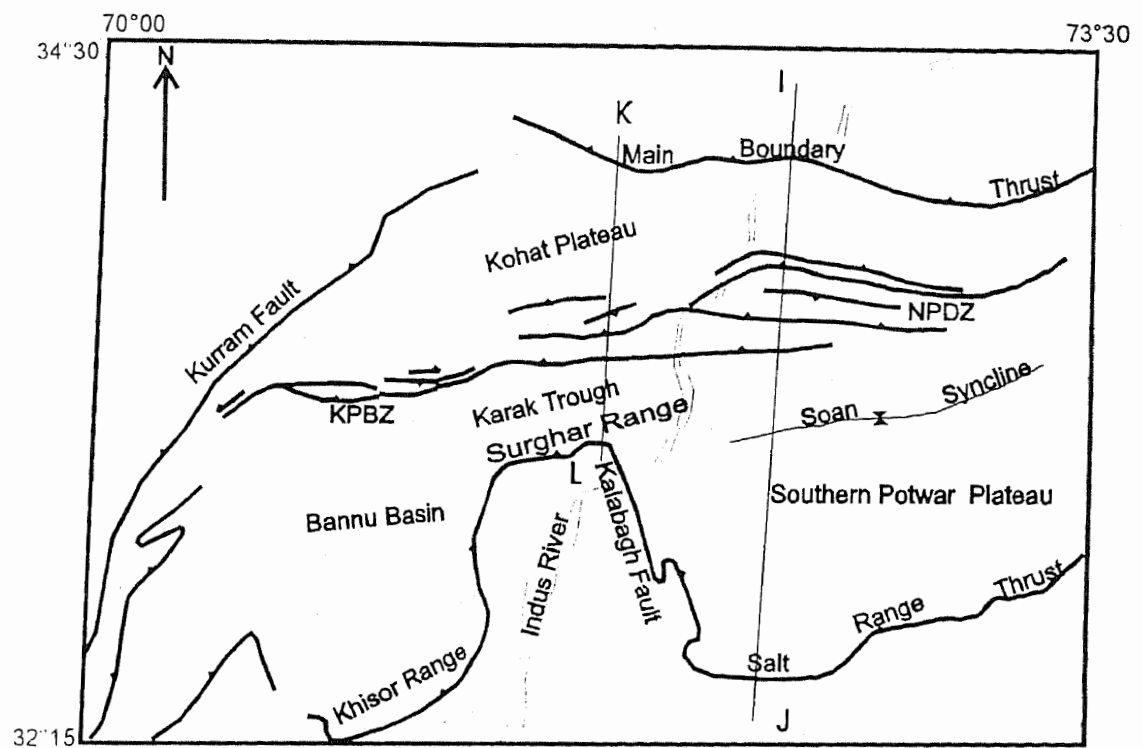 70°00
73°30
34"30
N
I
K
Main Boundary Thrust
Kohat Plateau
Kurram Fault
NPDZ
KPBZ
Karak Trough
Surghar Range
Soan Syncline
L
Kalabagh Fault
Southern Potwar Plateau
Bannu Basin
Indus River
Khisor Range
Salt Range Thrust
J
32"15